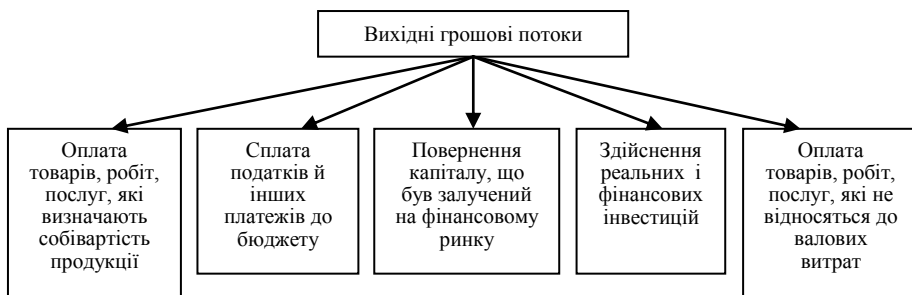 Вихідні грошові потоки
Оплата
товарів, робіт,
послуг, які
визначають
собівартість
продукції
Сплата
податків й
інших
платежів до
бюджету
Повернення
капіталу, що
був залучений
на фінансовому
ринку
Здійснення
реальних і
фінансових
інвестицій
Оплата
товарів, робіт,
послуг, які не
відносяться до
валових
витрат